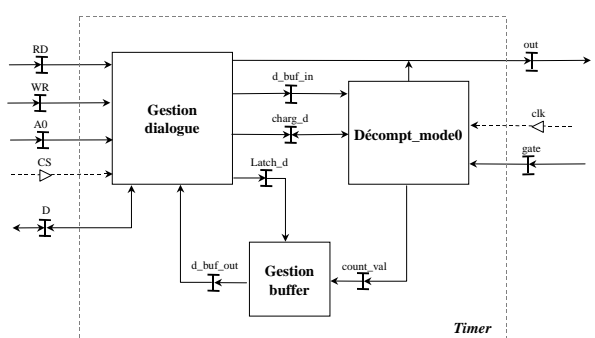 RD
out
WR
d_buf_in
Gestion
dialogue
clk
A0
charg_d
Décompt_mode0
CS
Latch_d
gate
D
d_buf_out
Gestion
buffer
count_val
Timer